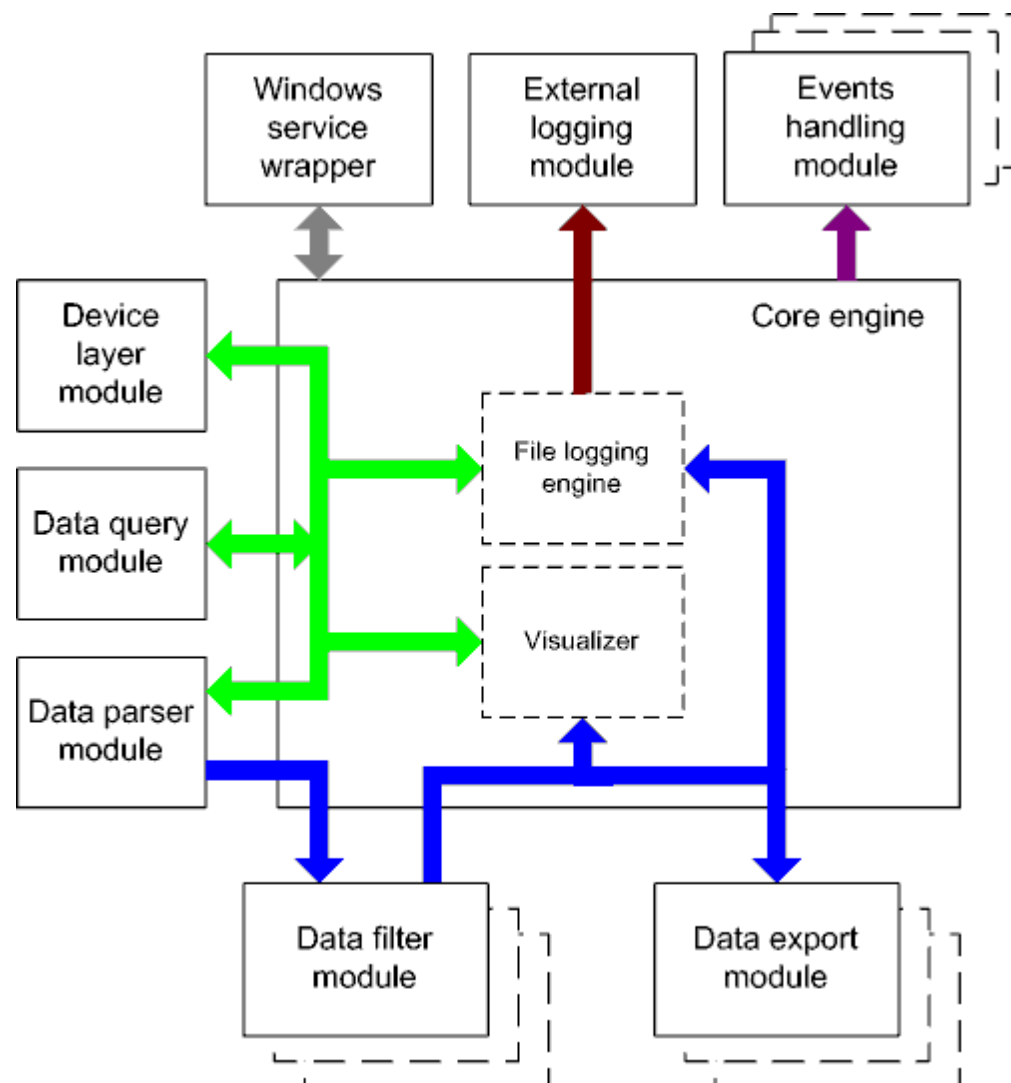 Windows
service
wrapper
External
logging
module
Events
handling
module
Device
layer
module
Core engine
File logging
engine
Data query
module
Visualizer
Data parser
module
Data filter
module
Data export
module